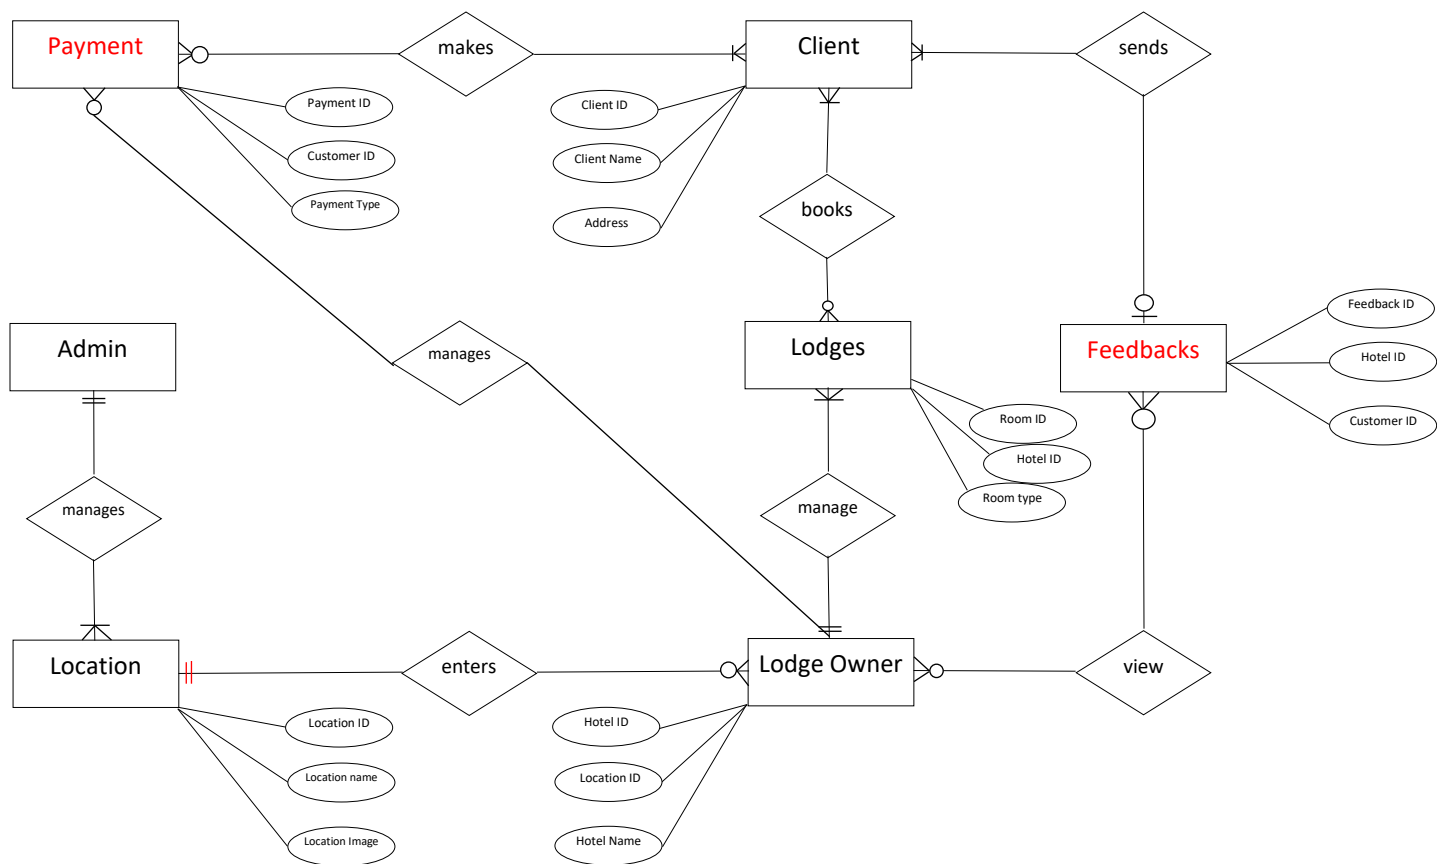 Payment
makes
Client
sends
Payment ID
Customer ID
Payment Type
Client ID
Client Name
Address
books
Admin
manages
Lodges
Feedbacks
Feedback ID
Hotel ID
Customer ID
Room ID
Hotel ID
Room type
manages
manage
Location
enters
Lodge Owner
view
Location ID
Location name
Location Image
Hotel ID
Location ID
Hotel Name